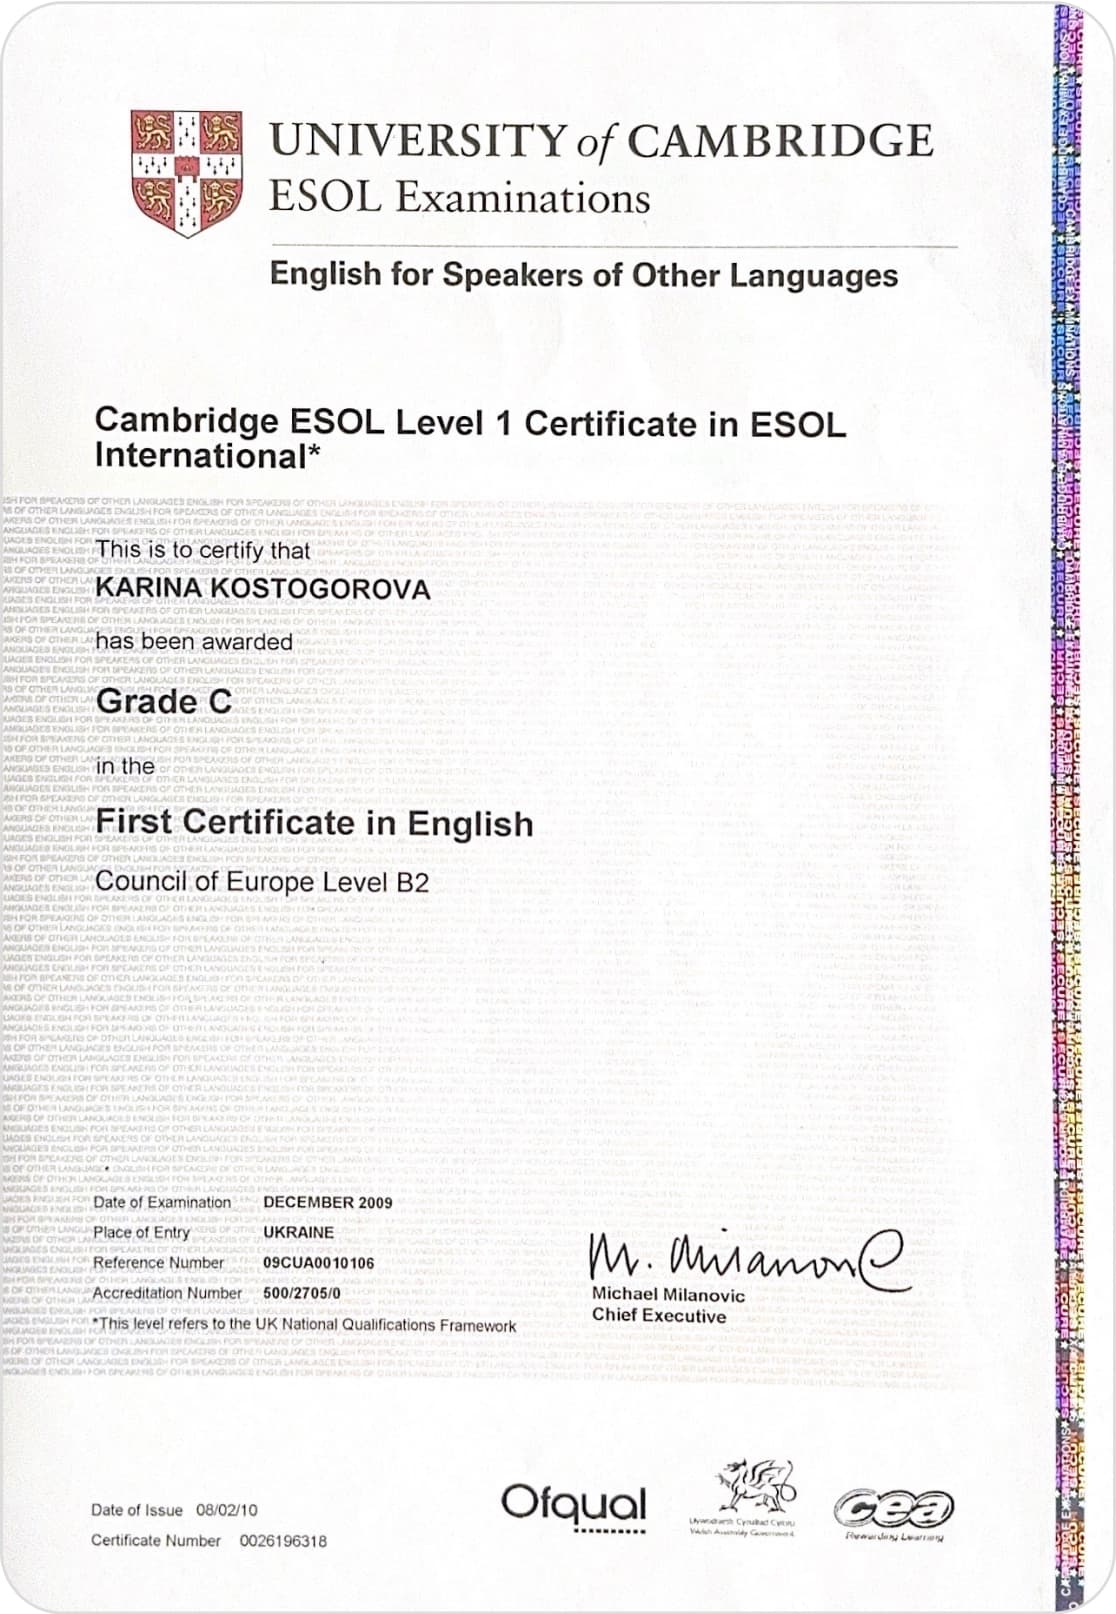 UNIVERSITY of CAMBRIDGE
ESOL Examinations
English for Speakers of Other Languages
Cambridge ESOL Level 1 Certificate in ESOL
International*
This is to certify that
KARINA KOSTOGOROVA
has been awarded
Grade C
in the
First Certificate in English
Council of Europe Level B2
Date of Examination DECEMBER 2009
Place of Entry UKRAINE
Reference Number 09CUA0010106
Accreditation Number 500/2705/0
*This level refers to the UK National Qualifications Framework
M. Milanovic
Michael Milanovic
Chief Executive
Date of Issue 08/02/10
Certificate Number 0026196318
Ofqual
Llywodraeth Cynulliad Cymru
Welsh Assembly Government
cea
Rewarding Learning